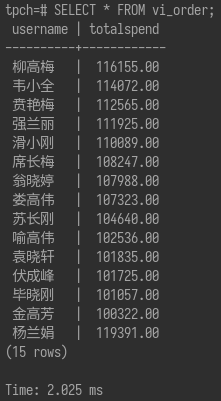 tpch=# SELECT * FROM vi_order;
username | totalspend
----------+------------
柳高梅 | 116155.00
韦小全 | 114072.00
贲艳梅 | 112565.00
强兰丽 | 111925.00
滑小刚 | 110089.00
席长梅 | 108247.00
翁晓婷 | 107988.00
娄高婷 | 107323.00
苏长刚 | 104640.00
喻高伟 | 102536.00
袁晓轩 | 101835.00
伏成峰 | 101725.00
毕晓刚 | 101057.00
金高芳 | 100322.00
杨兰娟 | 119391.00
(15 rows)
Time: 2.025 ms